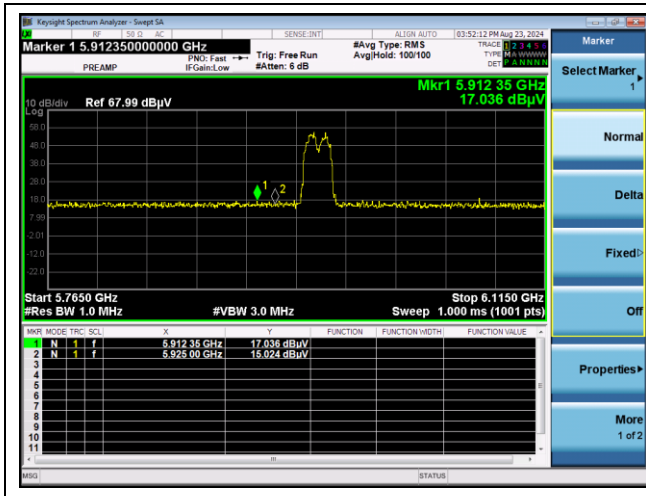 Keysight Spectrum Analyzer - Swept SA
RF 50 Ω AC SENSE:INT ALIGN AUTO 03:52:12 PM Aug 23, 2024
Marker 1 5.912350000000 GHz
PREAMP
PNO: Fast
IFGain:Low
Trig: Free Run
#Atten: 6 dB
#Avg Type: RMS
Avg|Hold: 100/100
TRACE 1 2 3 4 5 6
TYPE M A WWWW
DET P A N N N N
Mkr1 5.912 35 GHz
17.036 dBµV
10 dB/div Ref 67.99 dBµV
Log
58.0
48.0
38.0
28.0
18.0
7.99
-2.01
-12.0
-22.0
1
2
Start 5.7650 GHz Stop 6.1150 GHz
#Res BW 1.0 MHz #VBW 3.0 MHz Sweep 1.000 ms (1001 pts)
MKR MODE TRC SCL X Y FUNCTION FUNCTION WIDTH FUNCTION VALUE
1 N 1 f 5.912 35 GHz 17.036 dBµV
2 N 1 f 5.925 00 GHz 15.024 dBµV
3
4
5
6
7
8
9
10
11
MSG STATUS
Marker
Select Marker
1
Normal
Delta
Fixed
Off
Properties
More
1 of 2